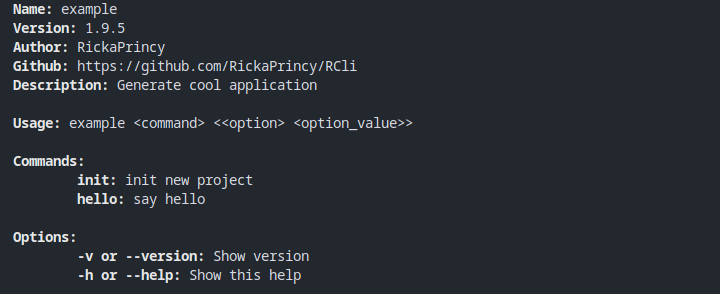 Name: example
Version: 1.9.5
Author: RickaPrincy
Github: https://github.com/RickaPrincy/RCli
Description: Generate cool application
Usage: example <command> <<option> <option_value>>
Commands:
init: init new project
hello: say hello
Options:
-v or --version: Show version
-h or --help: Show this help